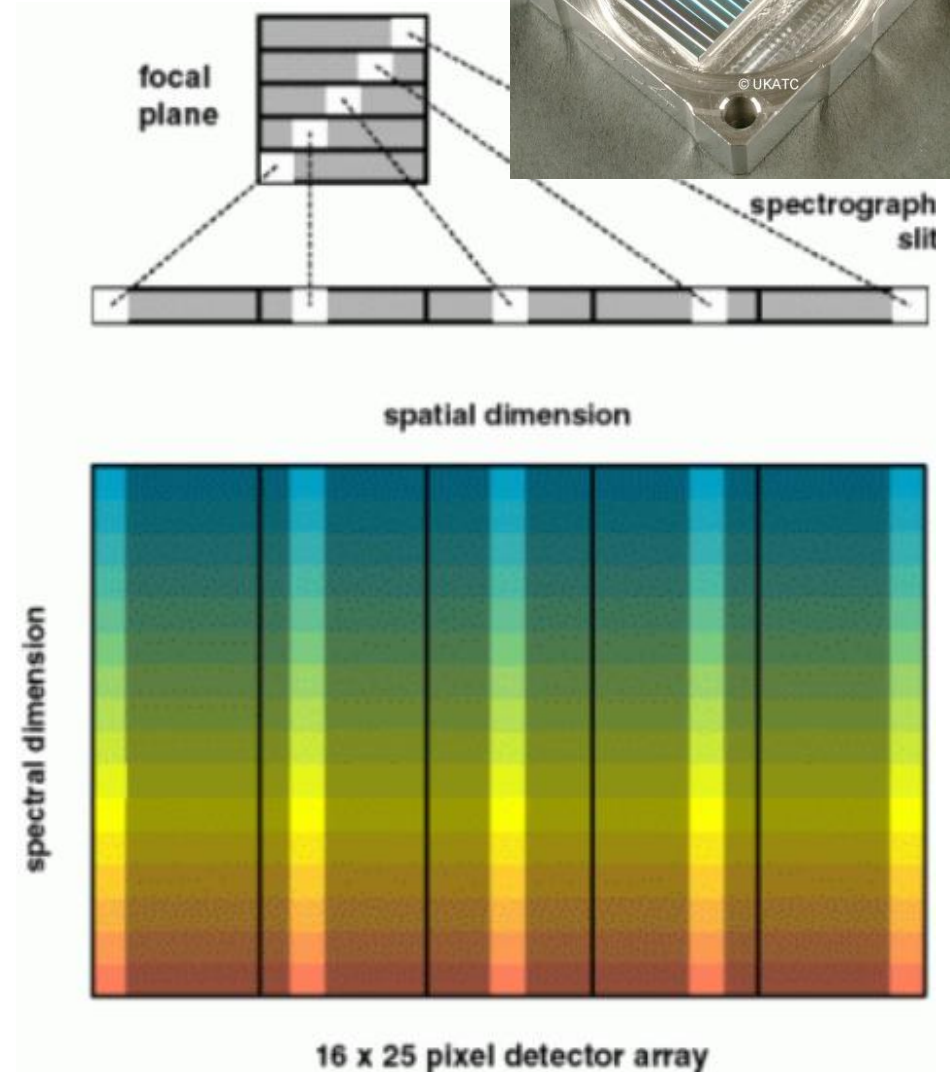 © UKATC
focal
plane
spectrograph
slit
spatial dimension
spectral dimension
16 x 25 pixel detector array